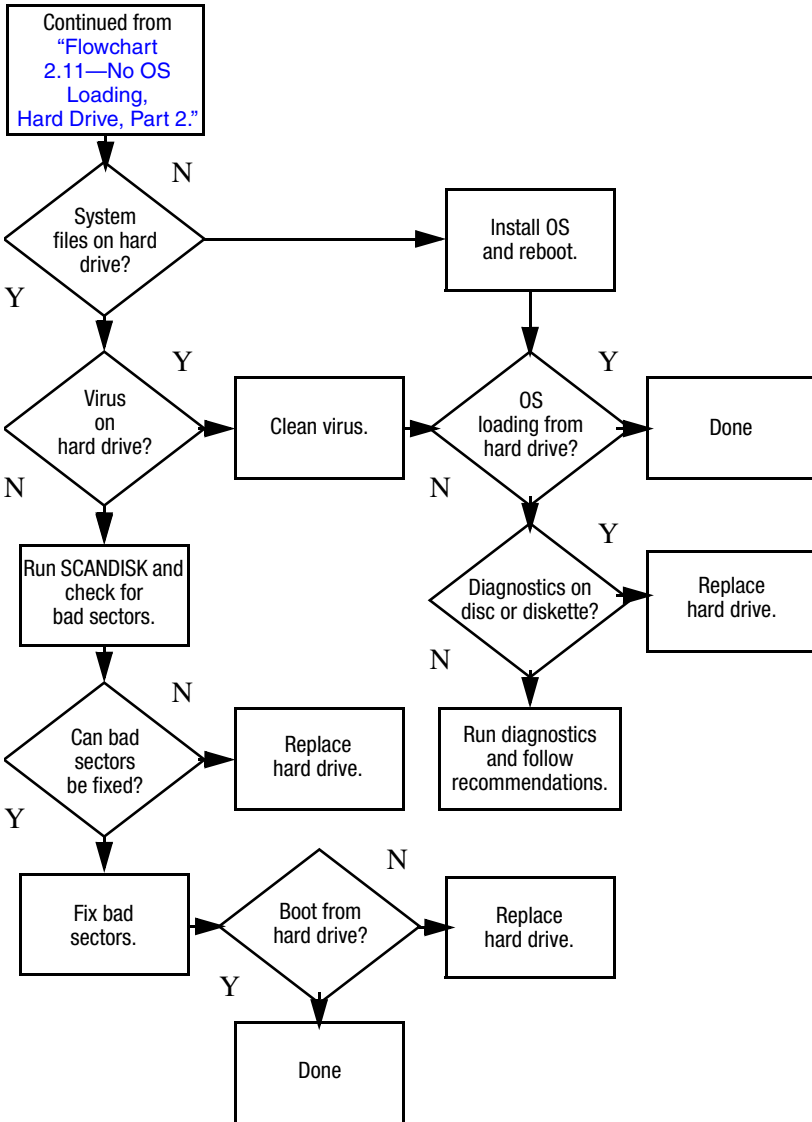 Continued from
“Flowchart
2.11—No OS
Loading,
Hard Drive, Part 2.”
N
System
files on hard
drive?
Install OS
and reboot.
Y
Y
Virus
on
hard drive?
Clean virus.
Y
OS
loading from
hard drive?
Done
N
N
Run SCANDISK and
check for
bad sectors.
Y
Diagnostics on
disc or diskette?
Replace
hard drive.
N
N
Can bad
sectors
be fixed?
Replace
hard drive.
Run diagnostics
and follow
recommendations.
Y
Fix bad
sectors.
N
Boot from
hard drive?
Replace
hard drive.
Y
Done